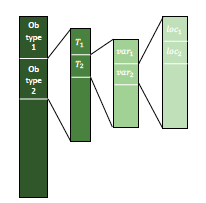 Ob
type
1
Ob
type
2
T₁
T₂
var₁
var₂
loc₁
loc₂